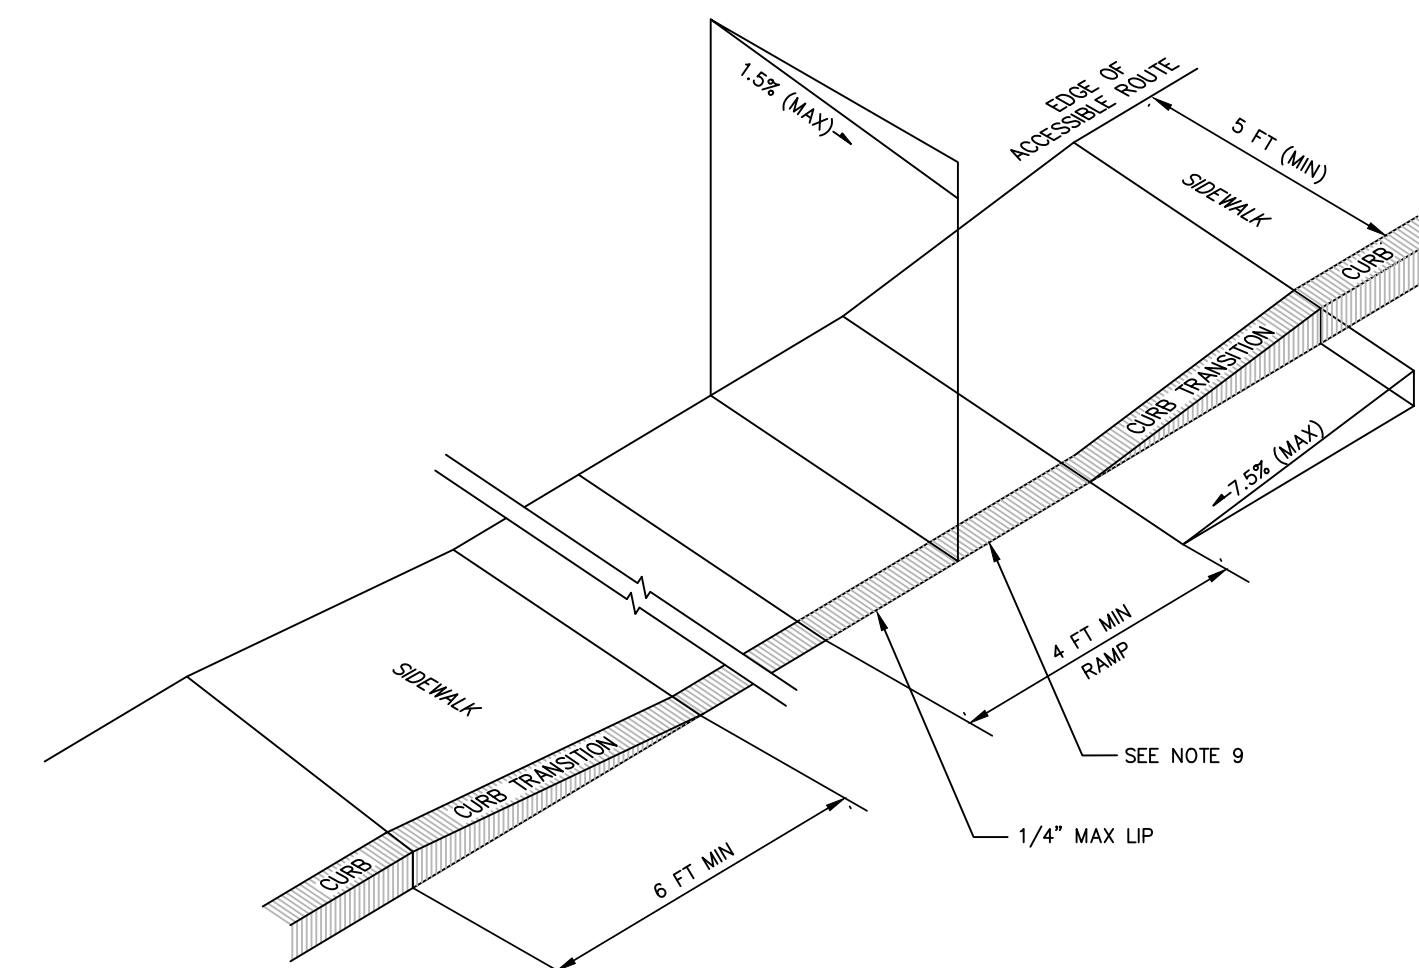 1.5% (MAX)
EDGE OF
ACCESSIBLE ROUTE
5 FT (MIN)
SIDEWALK
CURB
CURB TRANSITION
7.5% (MAX)
4 FT MIN
RAMP
SIDEWALK
SEE NOTE 9
CURB TRANSITION
1/4" MAX LIP
6 FT MIN
CURB